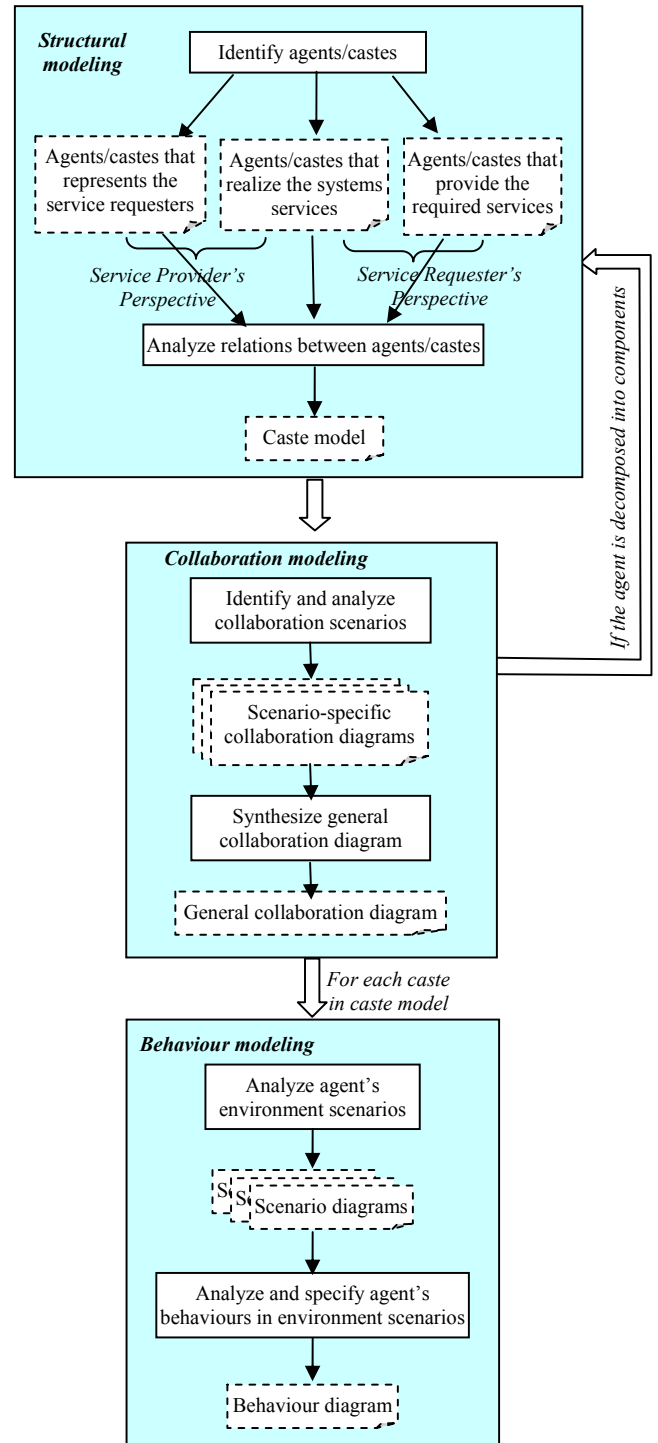 Structural
modeling
Identify agents/castes
Agents/castes that
represents the
service requesters
Agents/castes that
realize the systems
services
Agents/castes that
provide the
required services
Service Provider's
Perspective
Service Requester's
Perspective
Analyze relations between agents/castes
Caste model
If the agent is decomposed into components
Collaboration modeling
Identify and analyze
collaboration scenarios
Scenario-specific
collaboration diagrams
Synthesize general
collaboration diagram
General collaboration diagram
For each caste
in caste model
Behaviour modeling
Analyze agent's
environment scenarios
Scenario diagrams
Analyze and specify agent's
behaviours in environment scenarios
Behaviour diagram